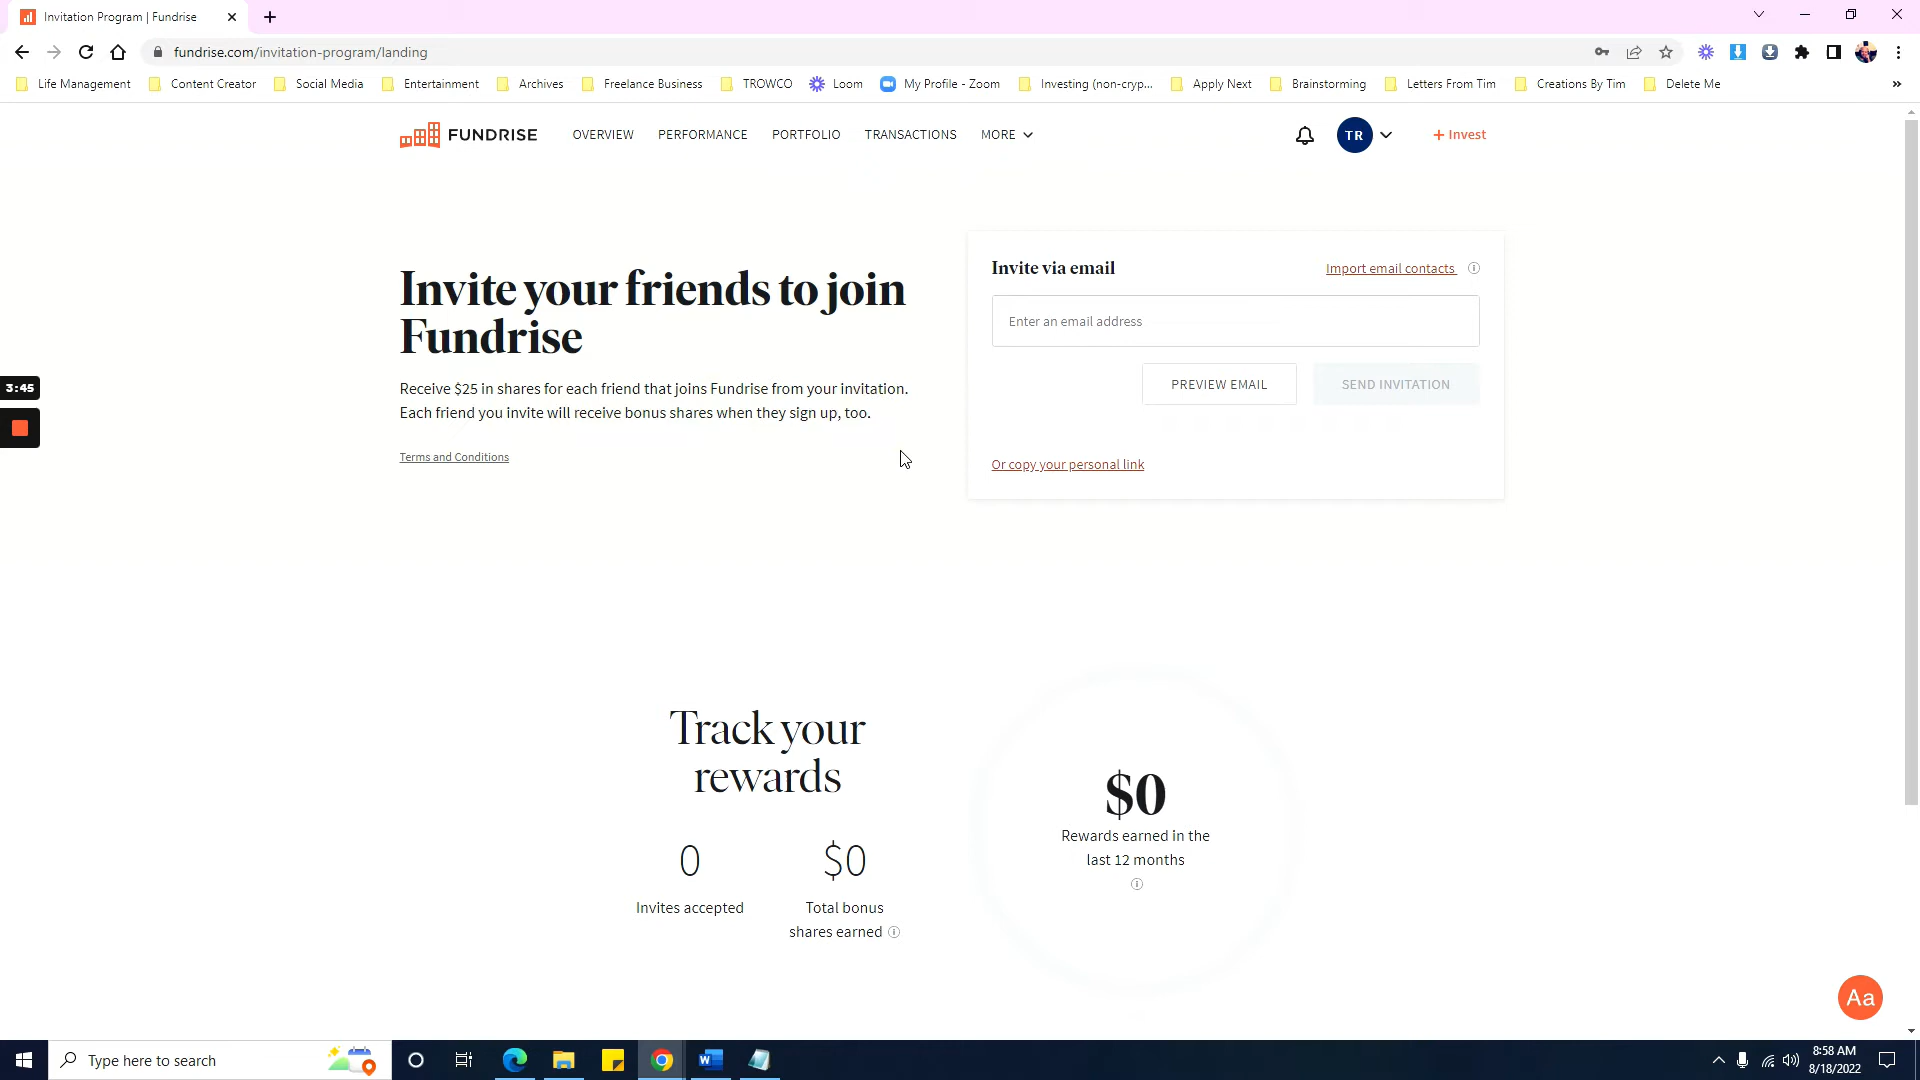 Invitation Program | Fundrise
fundrise.com/invitation-program/landing
Life Management
Content Creator
Social Media
Entertainment
Archives
Freelance Business
TROWCO
Loom
My Profile - Zoom
Investing (non-cryp...
Apply Next
Brainstorming
Letters From Tim
Creations By Tim
Delete Me
»
FUNDRISE
OVERVIEW
PERFORMANCE
PORTFOLIO
TRANSACTIONS
MORE
TR
+ Invest
Invite your friends to join
Fundrise
Receive $25 in shares for each friend that joins Fundrise from your invitation.
Each friend you invite will receive bonus shares when they sign up, too.
Terms and Conditions
Invite via email
Import email contacts
Enter an email address
PREVIEW EMAIL
SEND INVITATION
Or copy your personal link
3:45
Track your
rewards
0
Invites accepted
$0
Total bonus
shares earned
$0
Rewards earned in the
last 12 months
Aa
Type here to search
8:58 AM
8/18/2022